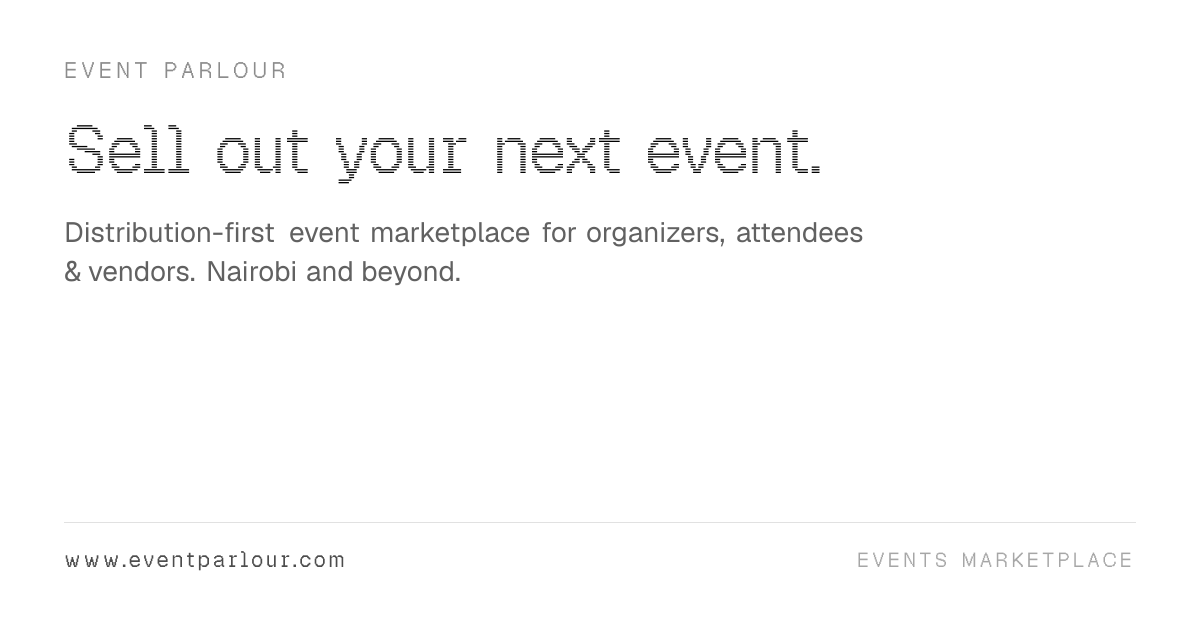 EVENT PARLOUR
Sell out your next event.
Distribution-first event marketplace for organizers, attendees
& vendors. Nairobi and beyond.
www.eventparlour.com
EVENTS MARKETPLACE